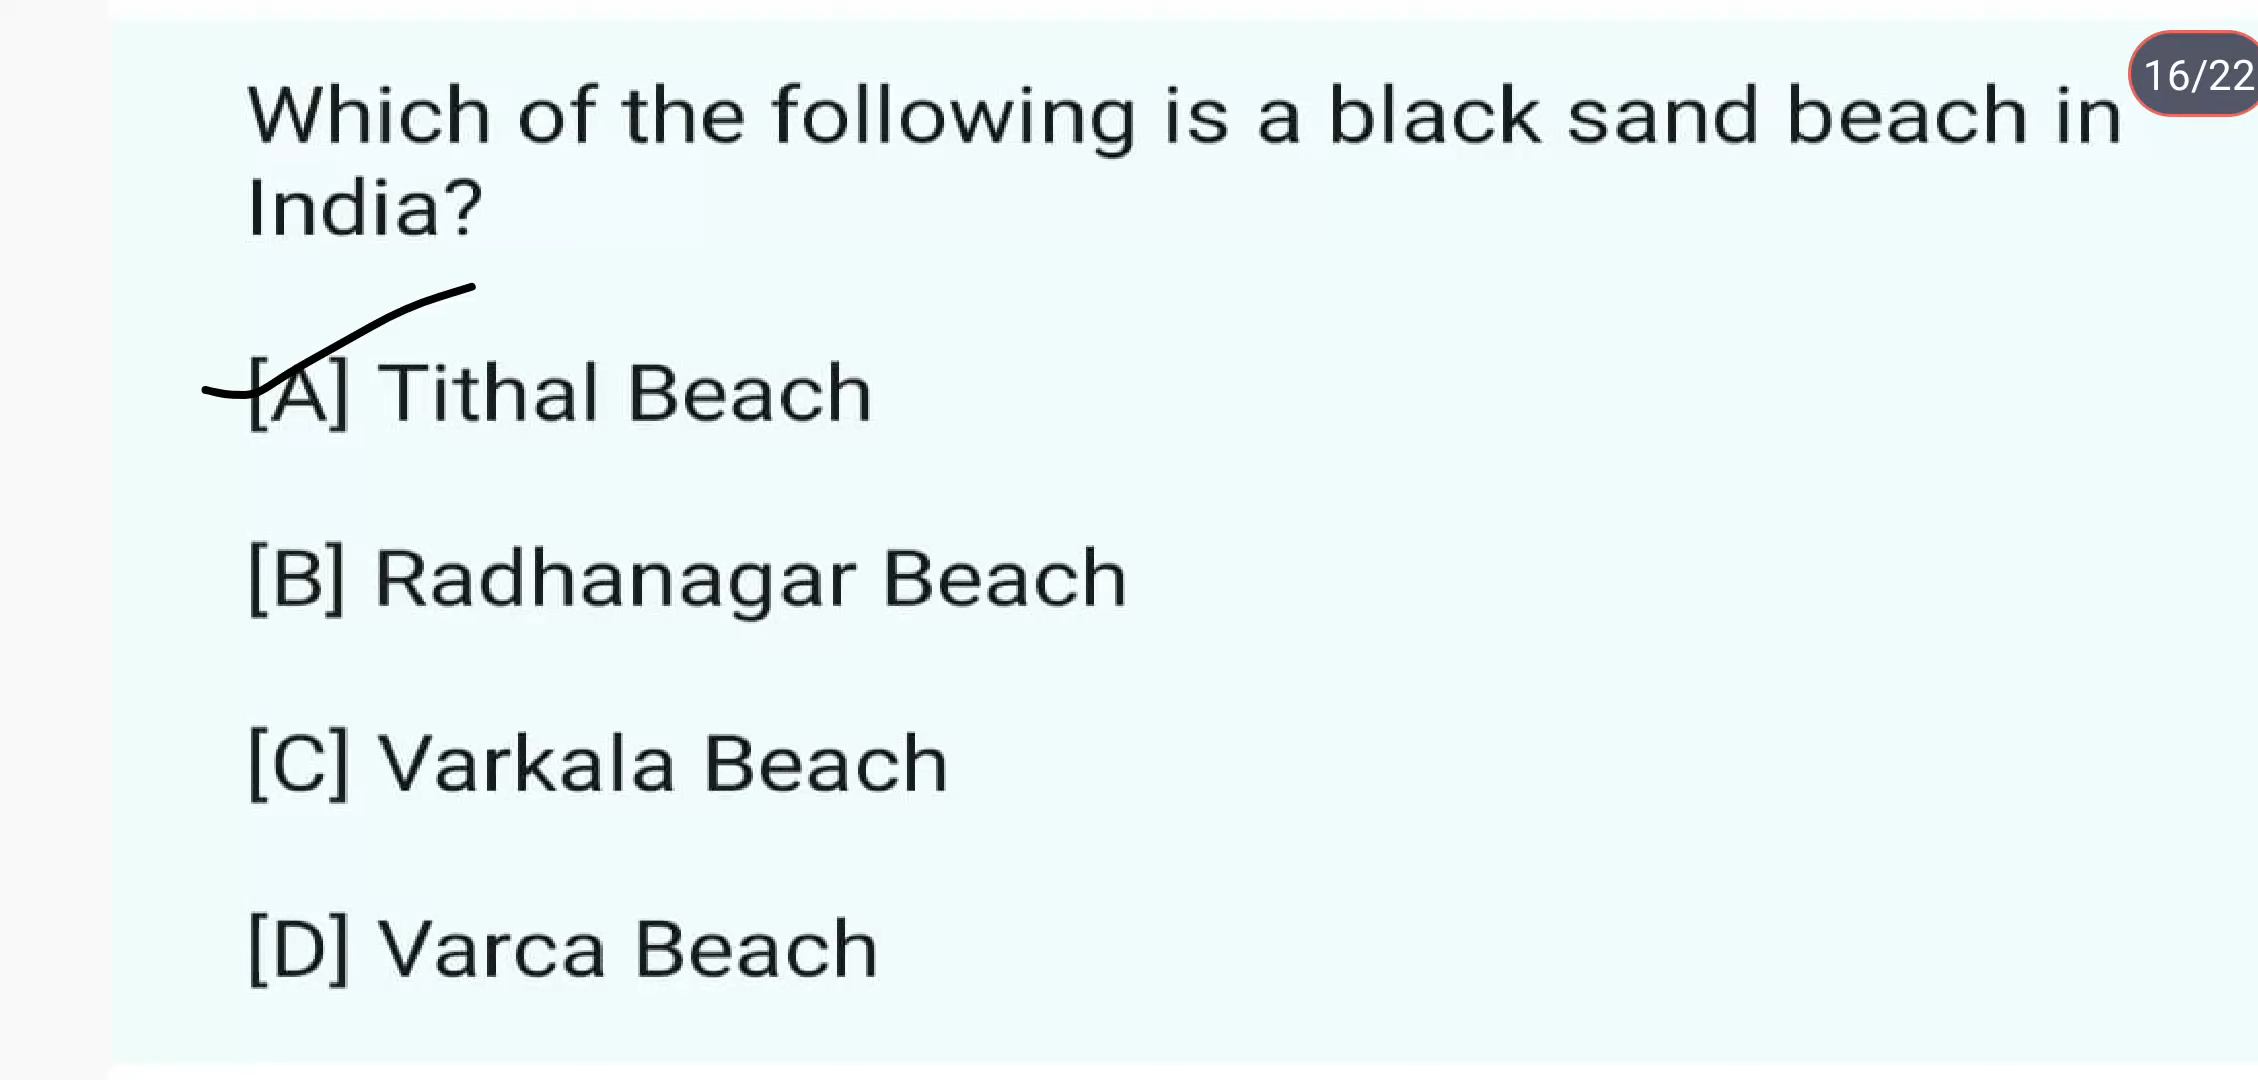 16/22
Which of the following is a black sand beach in
India?
[A] Tithal Beach
[B] Radhanagar Beach
[C] Varkala Beach
[D] Varca Beach